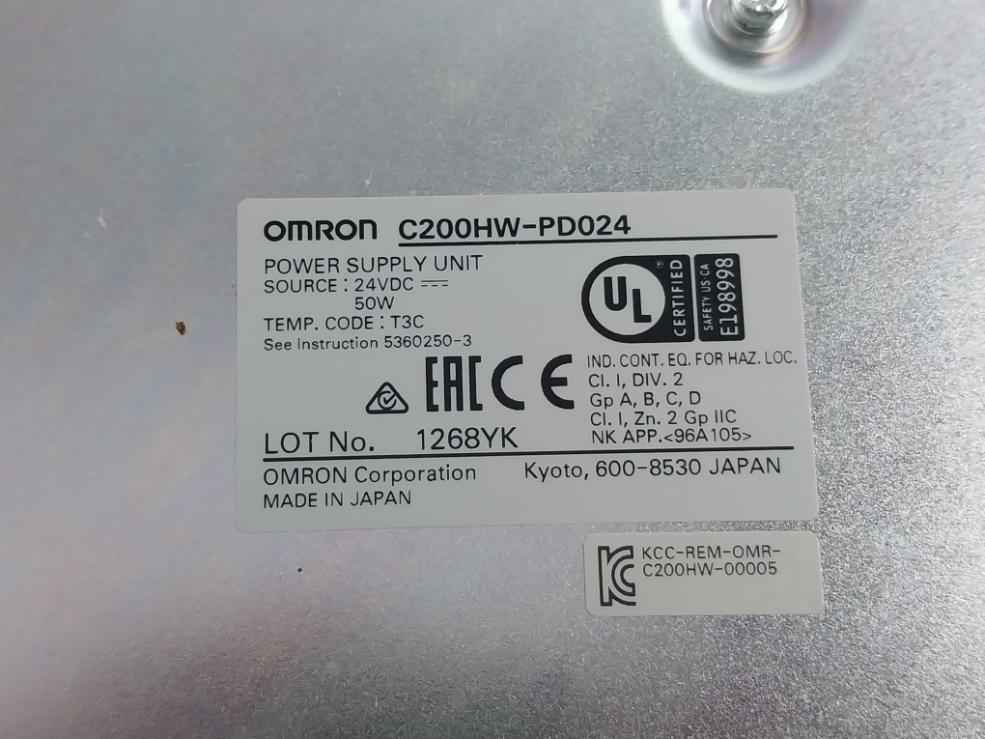 OMRON C200HW-PD024
POWER SUPPLY UNIT
SOURCE : 24VDC ⎓
50W
TEMP. CODE : T3C
See Instruction 5360250-3
UL
®
CERTIFIED
SAFETY US CA
E198998
EAC CE
IND. CONT. EQ. FOR HAZ. LOC.
Cl. I, DIV. 2
Gp A, B, C, D
Cl. I, Zn. 2 Gp IIC
NK APP.<96A105>
LOT No. 1268YK
OMRON Corporation Kyoto, 600-8530 JAPAN
MADE IN JAPAN
KC
KCC-REM-OMR-
C200HW-00005